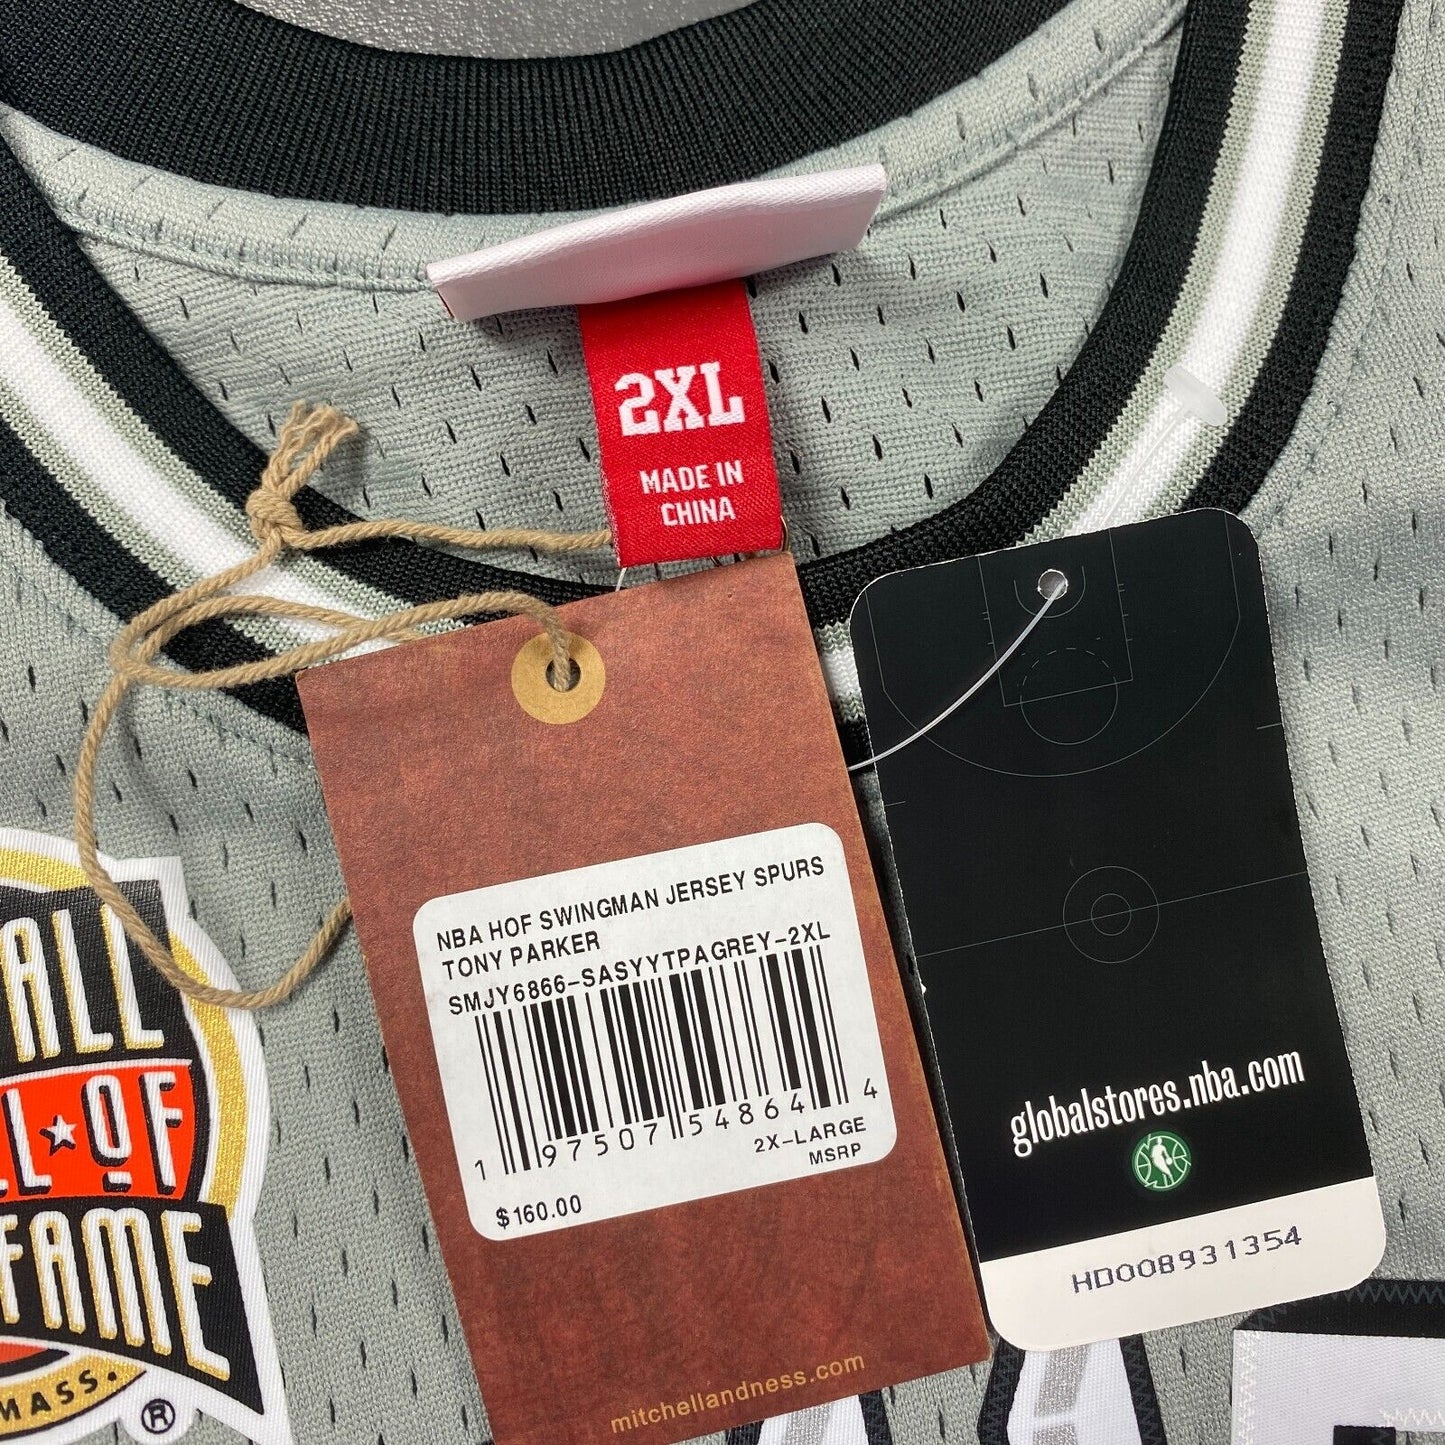 2XL
MADE IN
CHINA
NBA HOF SWINGMAN JERSEY SPURS
TONY PARKER
SMJY6866-SASYYTPAGREY-2XL
1 97507 54864 4
2X-LARGE
MSRP
$160.00
mitchellandness.com
globalstores.nba.com
HD008931354
ALL
OF
FAME
MASS.
®